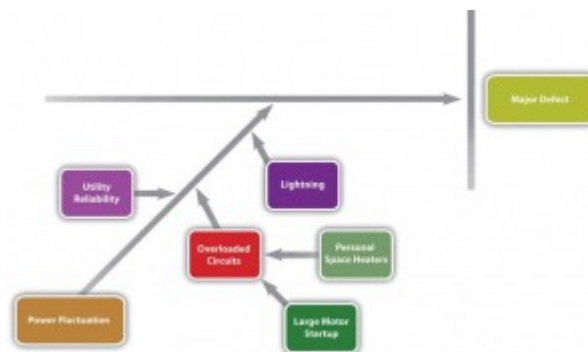 Major Defect
Utility
Reliability
Lightning
Overloaded
Circuits
Personal
Space Heaters
Power Fluctuation
Large Motor
Startup